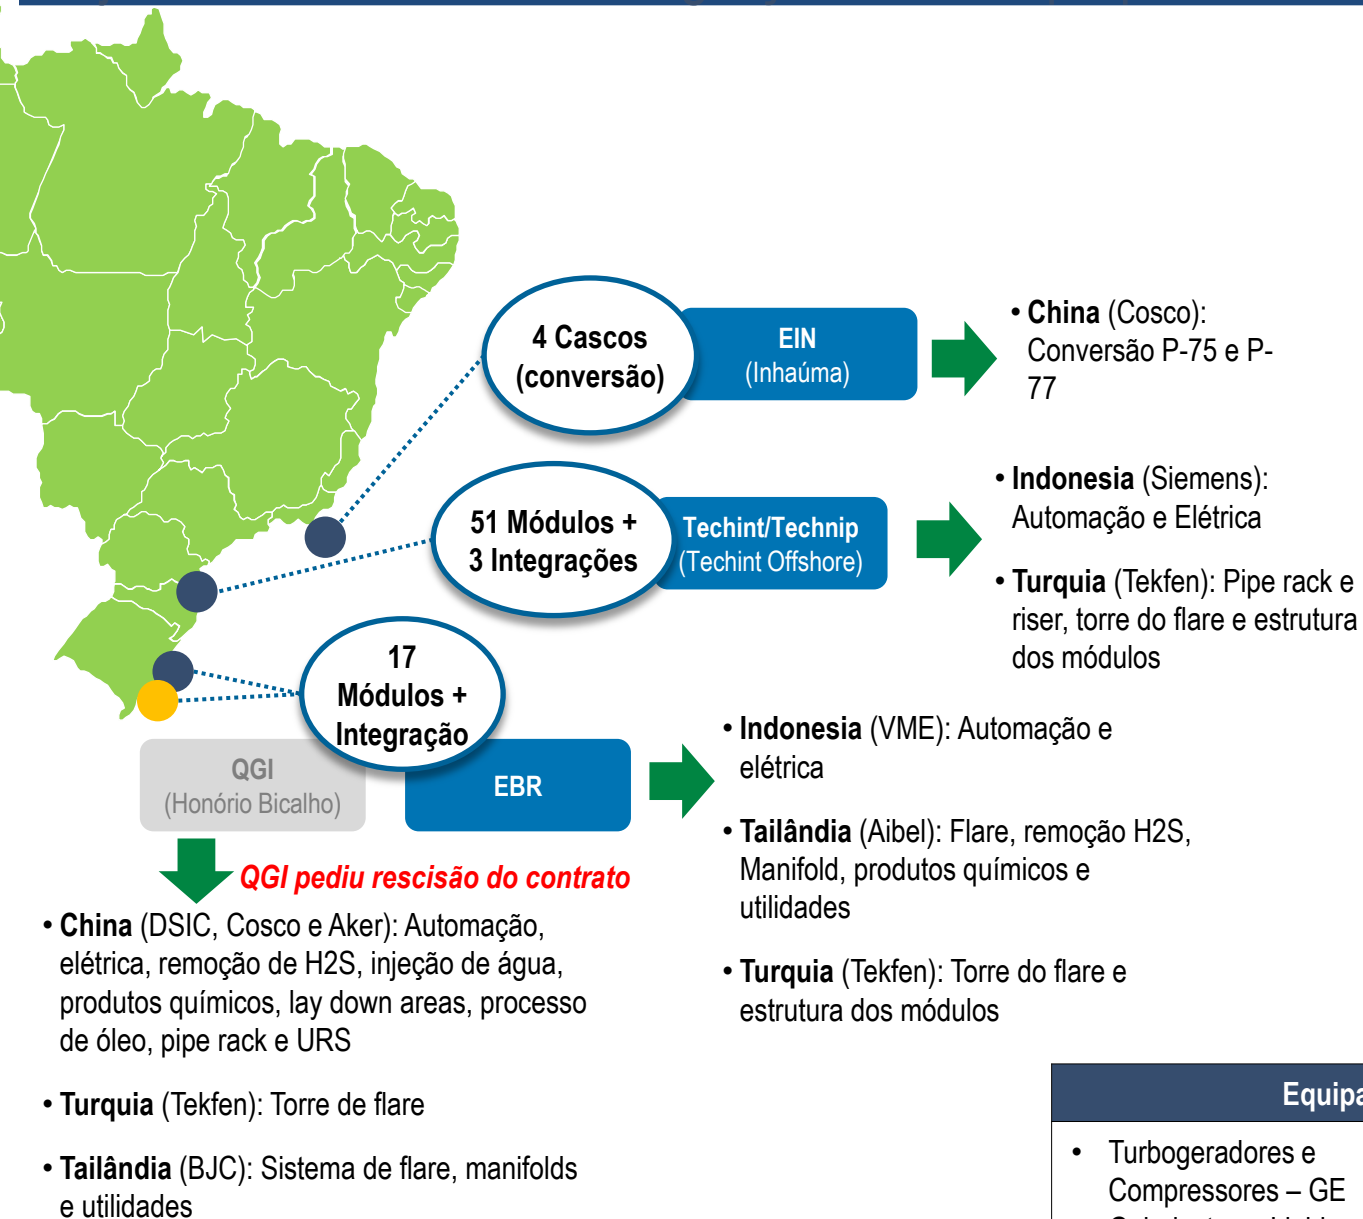 4 Cascos
(conversão)
EIN
(Inhaúma)
• China (Cosco):
Conversão P-75 e P-
77
51 Módulos +
3 Integrações
Techint/Technip
(Techint Offshore)
• Indonesia (Siemens):
Automação e Elétrica
• Turquia (Tekfen): Pipe rack e
riser, torre do flare e estrutura
dos módulos
17
Módulos +
Integração
QGI
(Honório Bicalho)
EBR
• Indonesia (VME): Automação e
elétrica
• Tailândia (Aibel): Flare, remoção H2S,
Manifold, produtos químicos e
utilidades
• Turquia (Tekfen): Torre do flare e
estrutura dos módulos
QGI pediu rescisão do contrato
• China (DSIC, Cosco e Aker): Automação,
elétrica, remoção de H2S, injeção de água,
produtos químicos, lay down areas, processo
de óleo, pipe rack e URS
• Turquia (Tekfen): Torre de flare
• Tailândia (BJC): Sistema de flare, manifolds
e utilidades
• Turbogeradores e
Compressores – GE